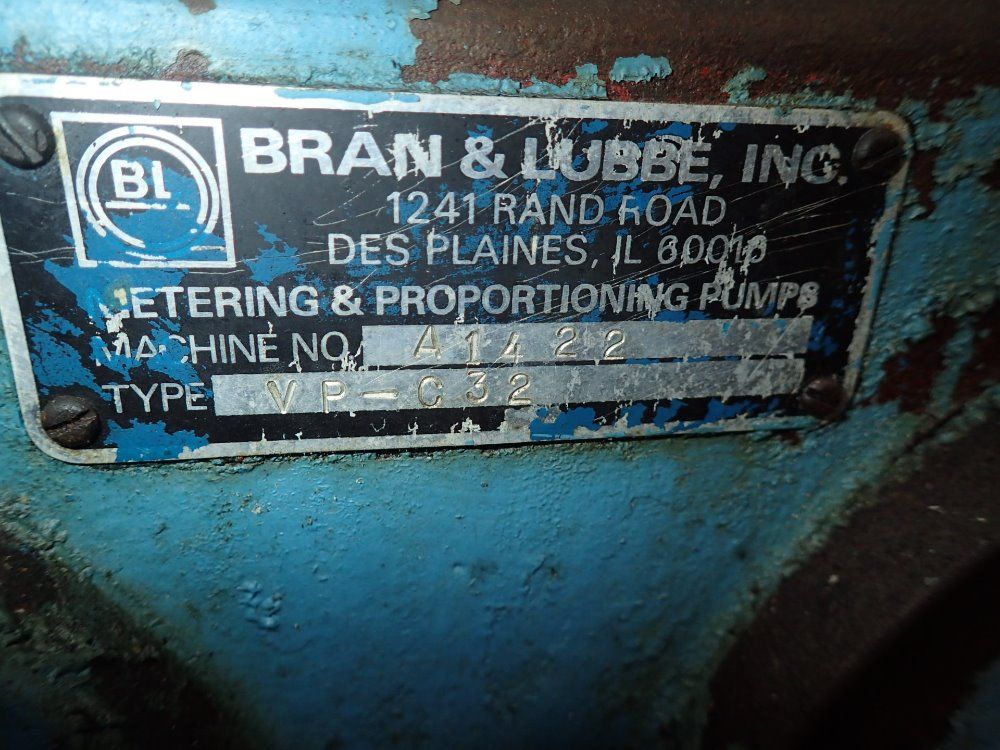 BL
BRAN & LUBBE, INC.
1241 RAND ROAD
DES PLAINES, IL 60016
METERING & PROPORTIONING PUMPS
MACHINE NO. A1422
TYPE VP-C32